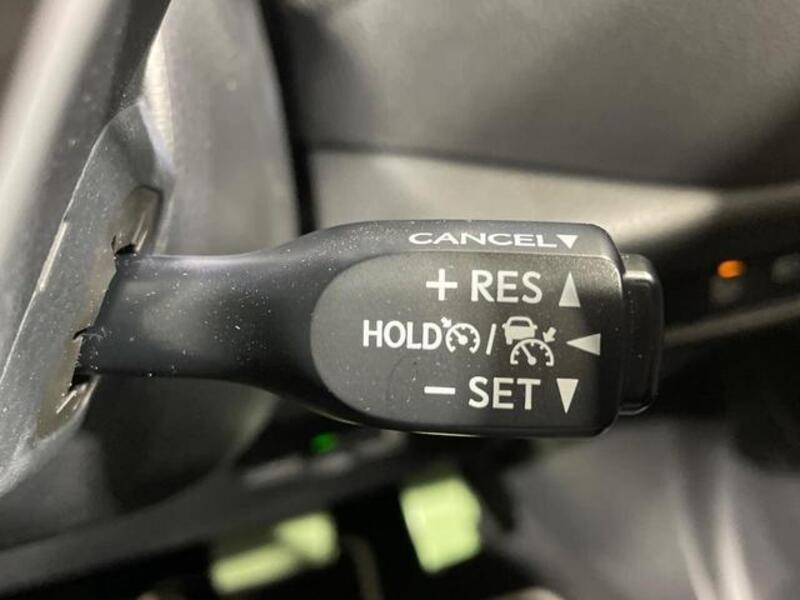 CANCEL▼
+ RES ▲
HOLD / ◀
− SET ▼